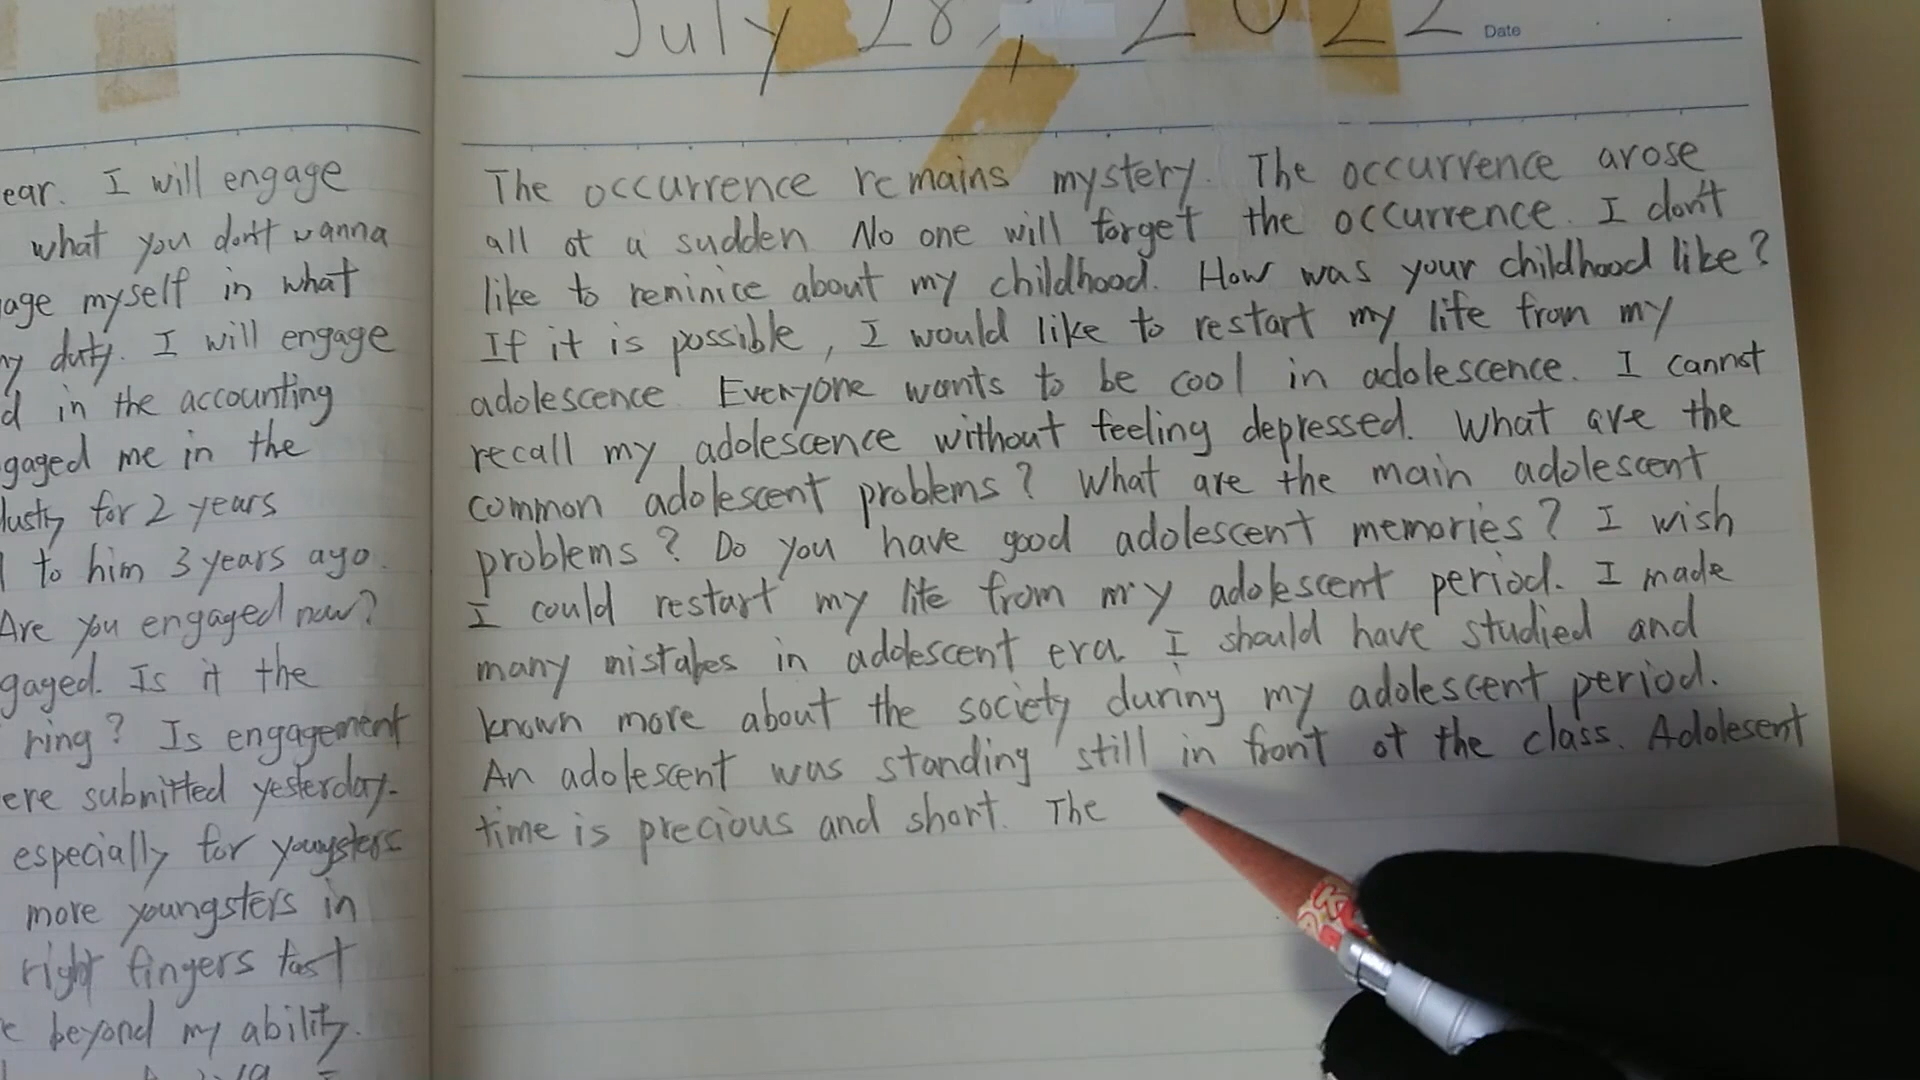 ear. I will engage
what you don't wanna
age myself in what
my duty. I will engage
d in the accounting
gaged me in the
dustry for 2 years
to him 3 years ago.
Are you engaged now?
gaged. Is it the
ring? Is engagement
ere submitted yesterday.
especially for youngsters
more youngsters in
right fingers fast
beyond my ability.
July 28, 2022
Date
The occurrence remains mystery. The occurrence arose
all of a sudden. No one will forget the occurrence. I don't
like to reminice about my childhood. How was your childhood like?
If it is possible, I would like to restart my life from my
adolescence. Everyone wants to be cool in adolescence. I cannot
recall my adolescence without feeling depressed. What are the
common adolescent problems? What are the main adolescent
problems? Do you have good adolescent memories? I wish
I could restart my life from my adolescent period. I made
many mistakes in adolescent era. I should have studied and
known more about the society during my adolescent period.
An adolescent was standing still in front of the class. Adolesent
time is precious and short. The